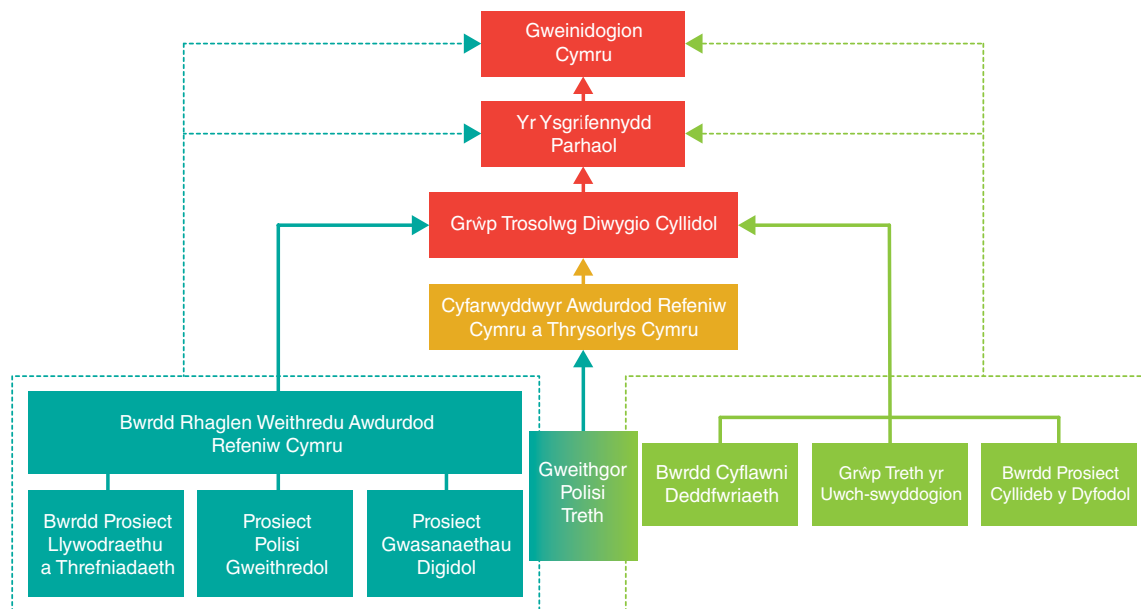 Gweinidogion
Cymru
Yr Ysgrifennydd
Parhaol
Grŵp Trosolwg Diwygio Cyllidol
Cyfarwyddwyr Awdurdod Refeniw
Cymru a Thrysorlys Cymru
Bwrdd Rhaglen Weithredu Awdurdod
Refeniw Cymru
Bwrdd Prosiect
Llywodraethu
a Threfniadaeth
Prosiect
Polisi
Gweithredol
Prosiect
Gwasanaethau
Digidol
Gweithgor
Polisi
Treth
Bwrdd Cyflawni
Deddfwriaeth
Grŵp Treth yr
Uwch-swyddogion
Bwrdd Prosiect
Cyllideb y Dyfodol